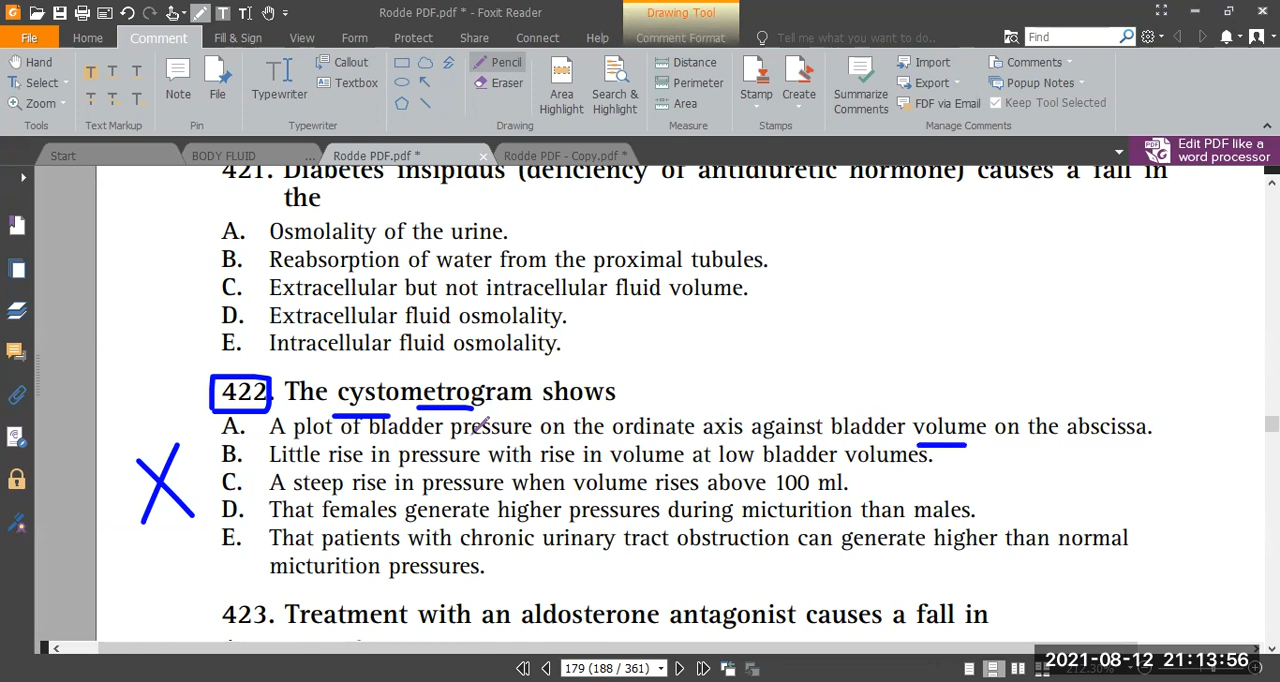 Rodde PDF.pdf * - Foxit Reader
Drawing Tool
File Home Comment Fill & Sign View Form Protect Share Connect Help Comment Format Tell me what you want to do.. Find
Hand
Select
Zoom
Tools
Text Markup
Note
File
Pin
Typewriter
Callout
Textbox
Typewriter
Pencil
Eraser
Area Highlight
Search & Highlight
Drawing
Distance
Perimeter
Area
Measure
Stamp
Create
Stamps
Summarize Comments
Import
Export
FDF via Email
Comments
Popup Notes
Keep Tool Selected
Manage Comments
Start BODY FLUID ... Rodde PDF.pdf * Rodde PDF - Copy.pdf *
Edit PDF like a
word processor
421. Diabetes insipidus (deficiency of antidiuretic hormone) causes a fall in
the
A. Osmolality of the urine.
B. Reabsorption of water from the proximal tubules.
C. Extracellular but not intracellular fluid volume.
D. Extracellular fluid osmolality.
E. Intracellular fluid osmolality.
422. The cystometrogram shows
A. A plot of bladder pressure on the ordinate axis against bladder volume on the abscissa.
B. Little rise in pressure with rise in volume at low bladder volumes.
C. A steep rise in pressure when volume rises above 100 ml.
D. That females generate higher pressures during micturition than males.
E. That patients with chronic urinary tract obstruction can generate higher than normal
micturition pressures.
423. Treatment with an aldosterone antagonist causes a fall in
179 (188 / 361)
2021-08-12 21:13:56